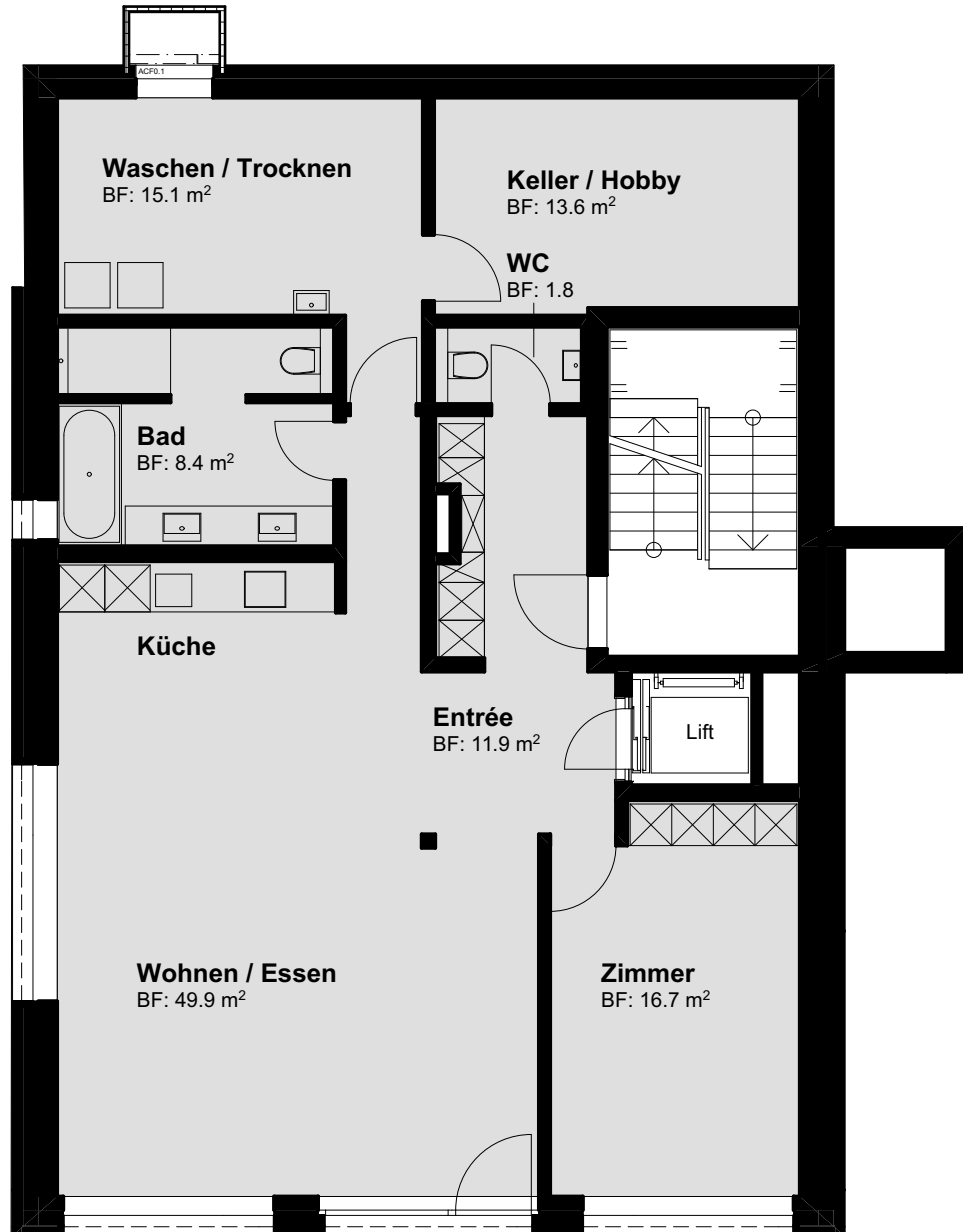 ACF0.1
Waschen / Trocknen
BF: 15.1 m²
Keller / Hobby
BF: 13.6 m²
WC
BF: 1.8
Bad
BF: 8.4 m²
Küche
Entrée
BF: 11.9 m²
Lift
Wohnen / Essen
BF: 49.9 m²
Zimmer
BF: 16.7 m²